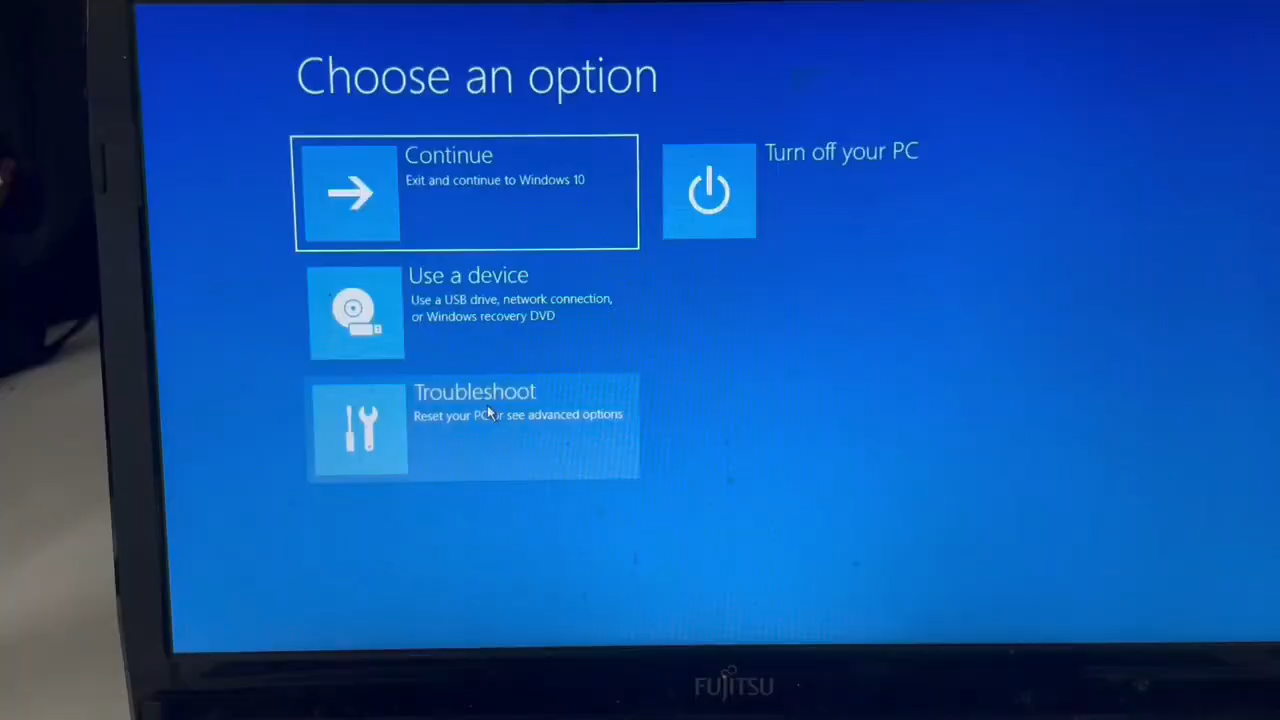 Choose an option
Continue
Exit and continue to Windows 10
Turn off your PC
Use a device
Use a USB drive, network connection,
or Windows recovery DVD
Troubleshoot
Reset your PC or see advanced options
FUJITSU